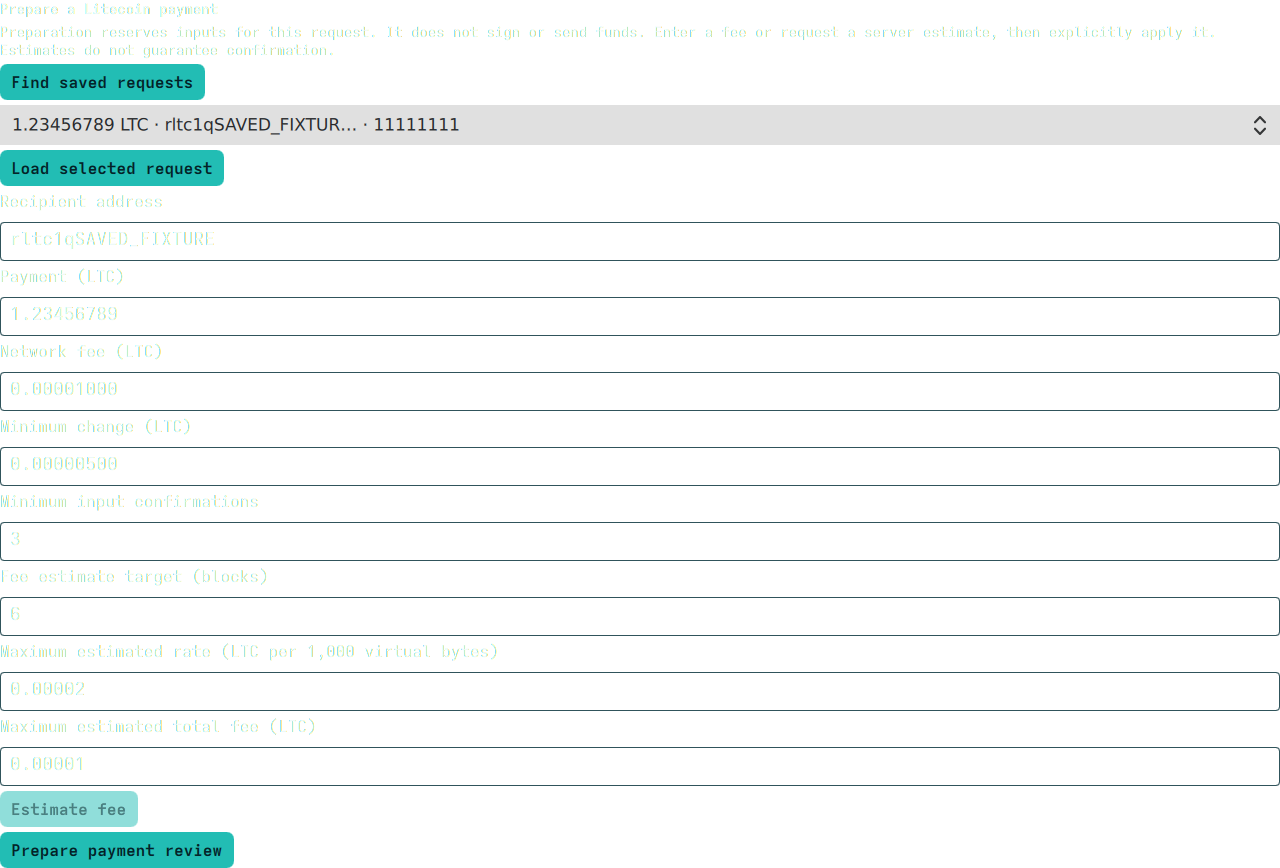 Prepare a Litecoin payment
Preparation reserves inputs for this request. It does not sign or send funds. Enter a fee or request a server estimate, then explicitly apply it.
Estimates do not guarantee confirmation.
Find saved requests
1.23456789 LTC · rltc1qSAVED_FIXTUR... · 11111111
Load selected request
Recipient address
rltc1qSAVED_FIXTURE
Payment (LTC)
1.23456789
Network fee (LTC)
0.00001000
Minimum change (LTC)
0.00000500
Minimum input confirmations
3
Fee estimate target (blocks)
6
Maximum estimated rate (LTC per 1,000 virtual bytes)
0.00002
Maximum estimated total fee (LTC)
0.00001
Estimate fee
Prepare payment review